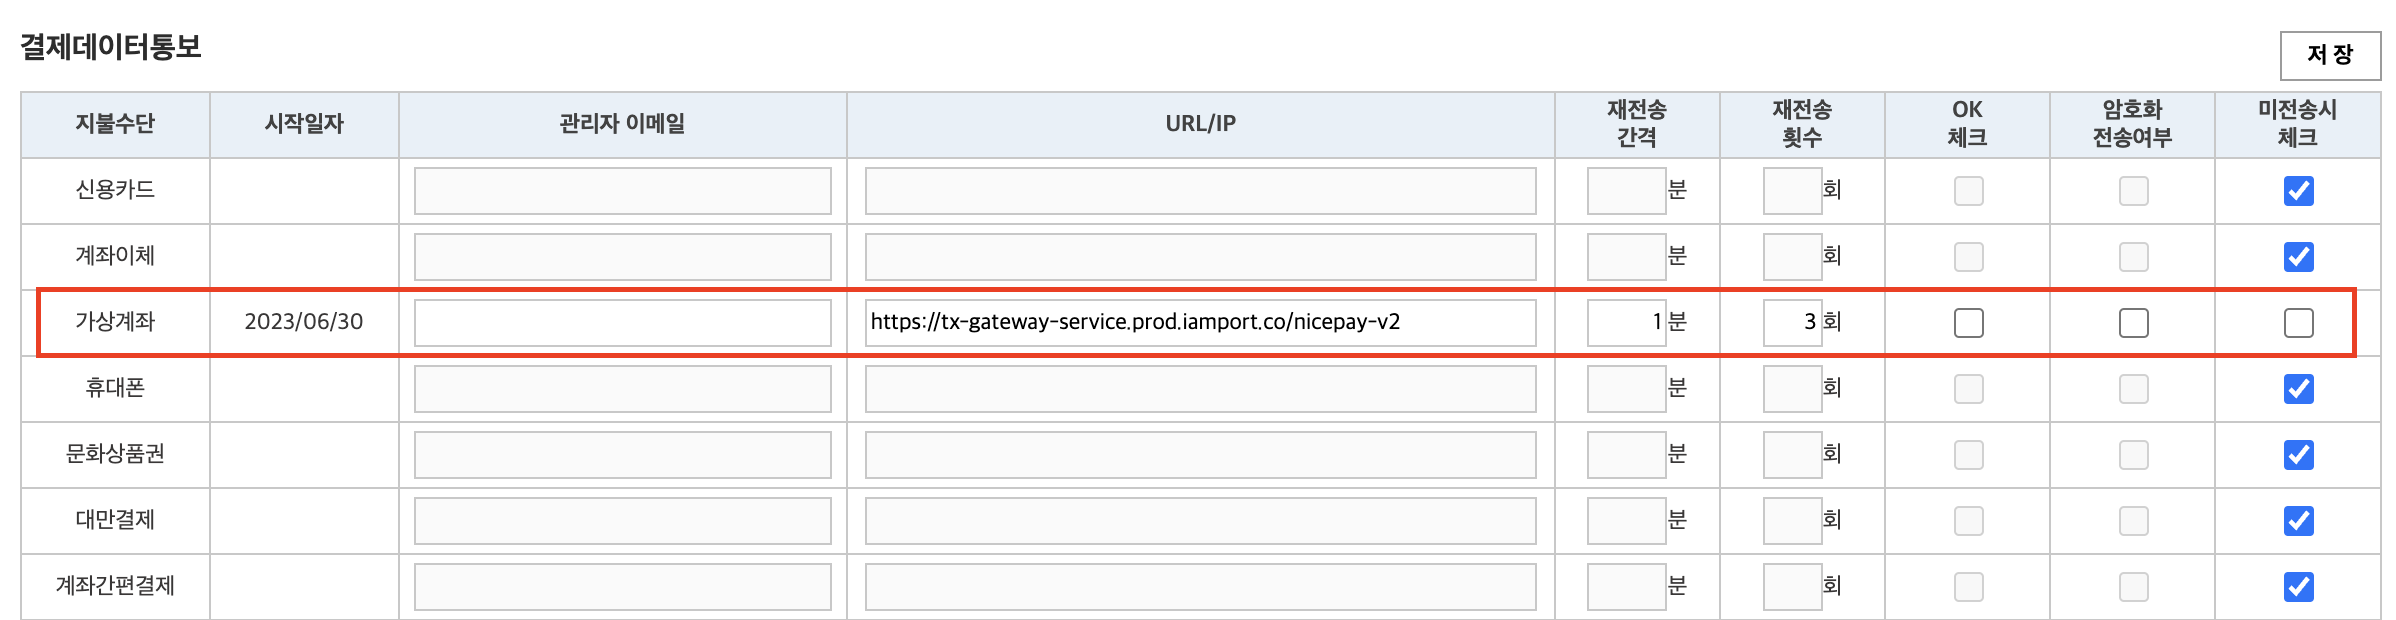 결제데이터통보
저 장
지불수단 시작일자 관리자 이메일 URL/IP 재전송 간격 재전송 횟수 OK 체크 암호화 전송여부 미전송시 체크
신용카드 분 회
계좌이체 분 회
가상계좌 2023/06/30 https://tx-gateway-service.prod.iamport.co/nicepay-v2 1 분 3 회
휴대폰 분 회
문화상품권 분 회
대만결제 분 회
계좌간편결제 분 회